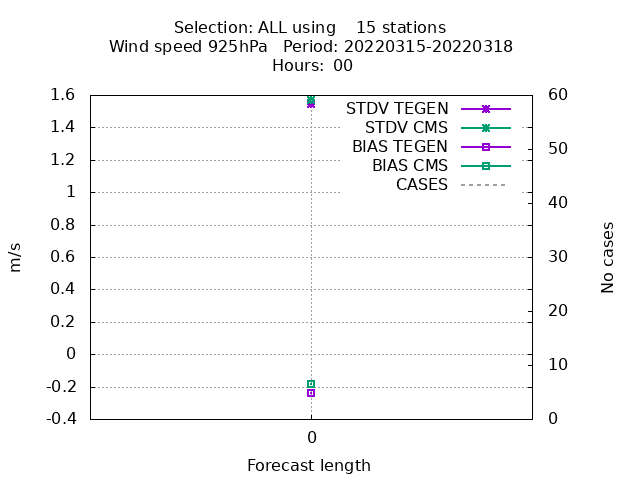 Selection: ALL using    15 stations
Wind speed 925hPa   Period: 20220315-20220318
Hours:  00
1.6
1.4
1.2
1
0.8
0.6
0.4
0.2
0
-0.2
-0.4
m/s
STDV TEGEN
STDV CMS
BIAS TEGEN
BIAS CMS
CASES
60
50
40
30
20
10
0
No cases
0
Forecast length